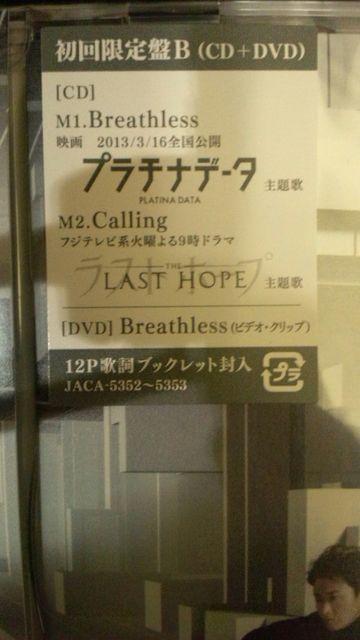 初回限定盤B（CD＋DVD）
[CD]
M1.Breathless
映画 2013/3/16全国公開
プラチナデータ 主題歌
PLATINA DATA
M2.Calling
フジテレビ系火曜よる9時ドラマ
ラストホープ
THE LAST HOPE 主題歌
[DVD] Breathless（ビデオ・クリップ）
12P歌詞ブックレット封入
JACA-5352～5353
プラ